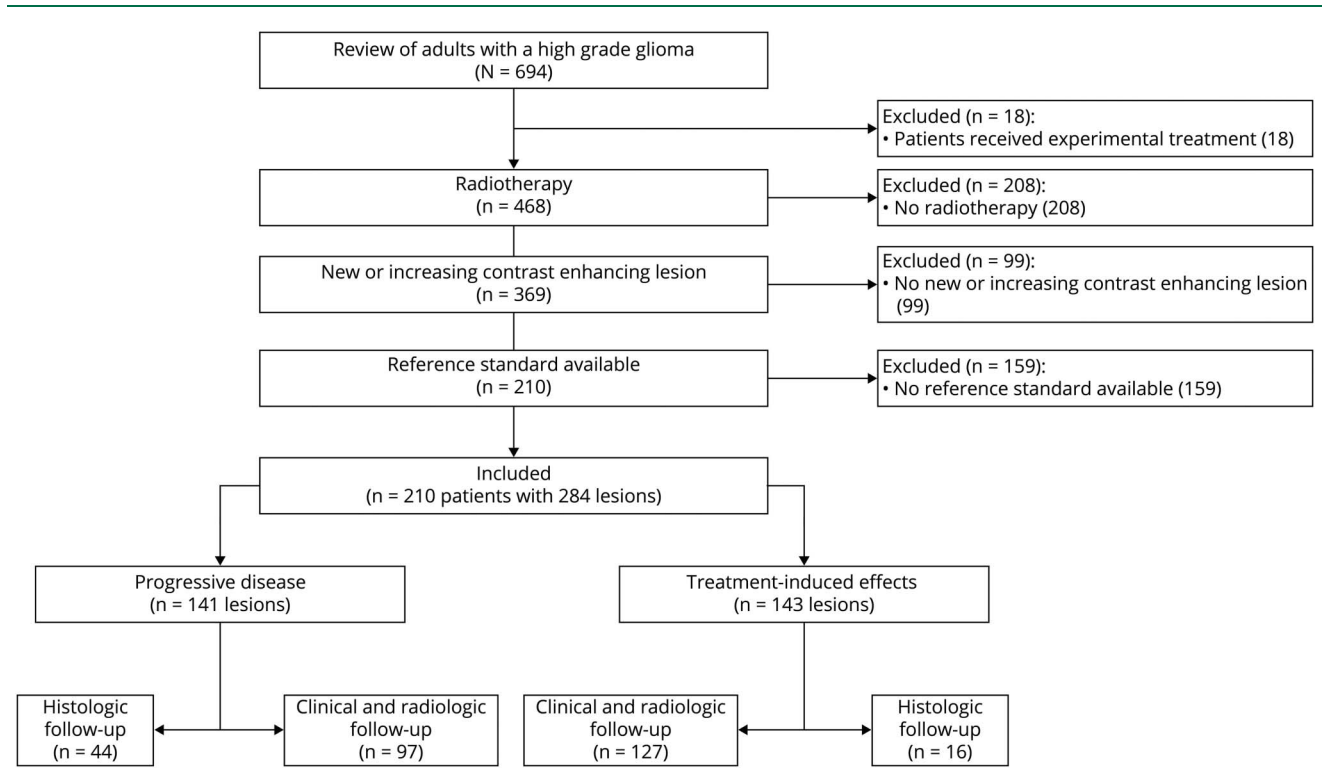 Review of adults with a high grade glioma
(N = 694)
Excluded (n = 18):
• Patients received experimental treatment (18)
Radiotherapy
(n = 468)
Excluded (n = 208):
• No radiotherapy (208)
New or increasing contrast enhancing lesion
(n = 369)
Excluded (n = 99):
• No new or increasing contrast enhancing lesion
(99)
Reference standard available
(n = 210)
Excluded (n = 159):
• No reference standard available (159)
Included
(n = 210 patients with 284 lesions)
Progressive disease
(n = 141 lesions)
Treatment-induced effects
(n = 143 lesions)
Histologic
follow-up
(n = 44)
Clinical and radiologic
follow-up
(n = 97)
Clinical and radiologic
follow-up
(n = 127)
Histologic
follow-up
(n = 16)